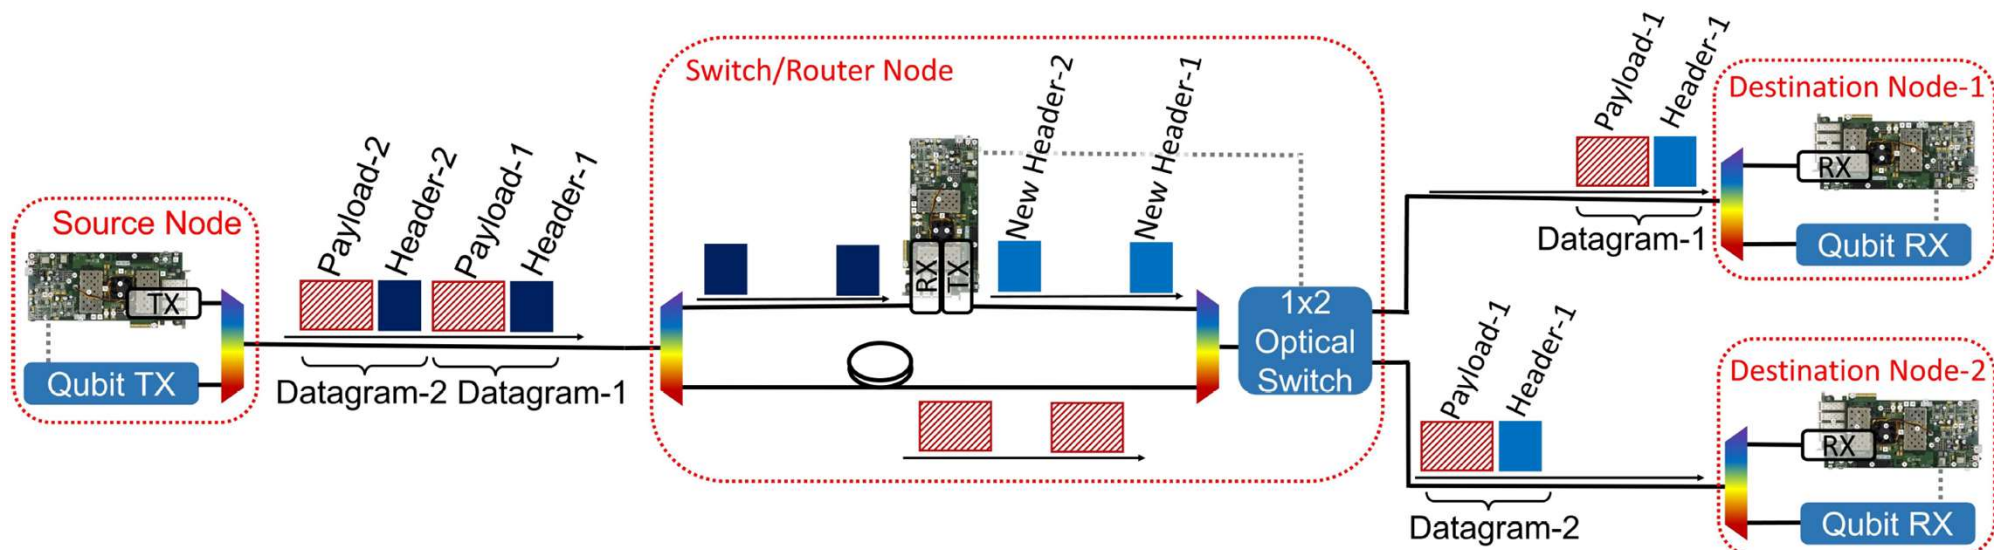 Source Node
TX
Qubit TX
Payload-2
Header-2
Payload-1
Header-1
Datagram-2
Datagram-1
Switch/Router Node
RX
TX
New Header-2
New Header-1
1x2
Optical
Switch
Payload-1
Header-1
Datagram-1
Destination Node-1
RX
Qubit RX
Payload-1
Header-1
Datagram-2
Destination Node-2
RX
Qubit RX